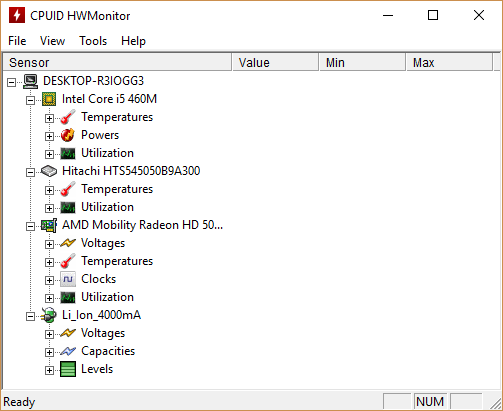 CPUID HWMonitor
File View Tools Help
Sensor Value Min Max
DESKTOP-R3IOGG3
Intel Core i5 460M
Temperatures
Powers
Utilization
Hitachi HTS545050B9A300
Temperatures
Utilization
AMD Mobility Radeon HD 50...
Voltages
Temperatures
Clocks
Utilization
Li_Ion_4000mA
Voltages
Capacities
Levels
Ready NUM